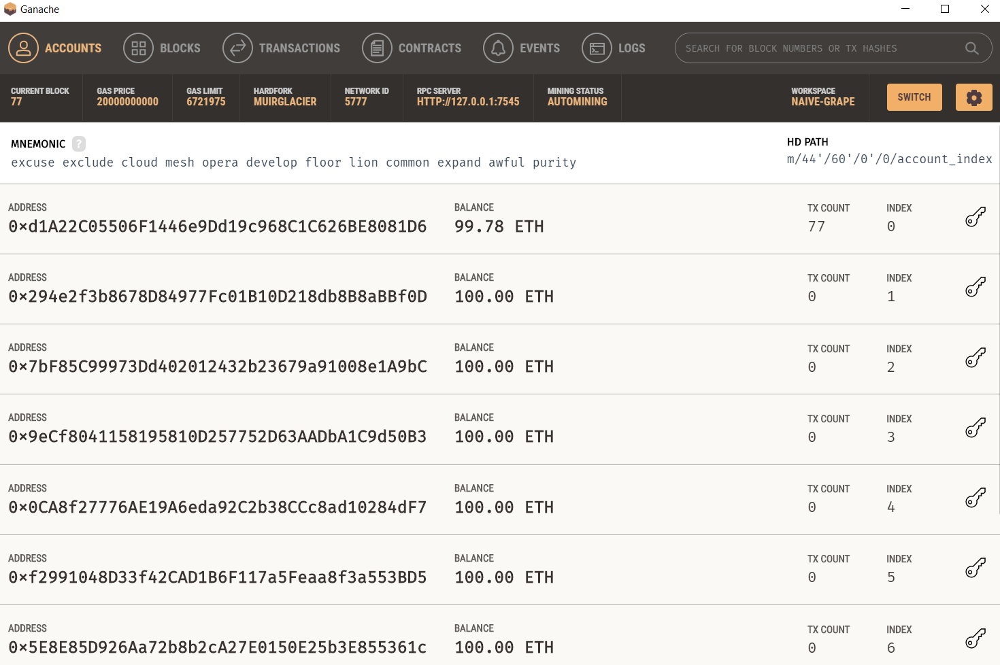 Ganache
ACCOUNTS BLOCKS TRANSACTIONS CONTRACTS EVENTS LOGS SEARCH FOR BLOCK NUMBERS OR TX HASHES
CURRENT BLOCK GAS PRICE GAS LIMIT HARDFORK NETWORK ID RPC SERVER MINING STATUS WORKSPACE
77 20000000000 6721975 MUIRGLACIER 5777 HTTP://127.0.0.1:7545 AUTOMINING NAIVE-GRAPE SWITCH
MNEMONIC ? HD PATH
excuse exclude cloud mesh opera develop floor lion common expand awful purity m/44'/60'/0'/0/account_index
ADDRESS BALANCE TX COUNT INDEX
0×d1A22C05506F1446e9Dd19c968C1C626BE8081D6 99.78 ETH 77 0
ADDRESS BALANCE TX COUNT INDEX
0×294e2f3b8678D84977Fc01B10D218db8B8aBBf0D 100.00 ETH 0 1
ADDRESS BALANCE TX COUNT INDEX
0×7bF85C99973Dd402012432b23679a91008e1A9bC 100.00 ETH 0 2
ADDRESS BALANCE TX COUNT INDEX
0×9eCf8041158195810D257752D63AADbA1C9d50B3 100.00 ETH 0 3
ADDRESS BALANCE TX COUNT INDEX
0×0CA8f27776AE19A6eda92C2b38CCc8ad10284dF7 100.00 ETH 0 4
ADDRESS BALANCE TX COUNT INDEX
0×f2991048D33f42CAD1B6F117a5Feaa8f3a553BD5 100.00 ETH 0 5
ADDRESS BALANCE TX COUNT INDEX
0×5E8E85D926Aa72b8b2cA27E0150E25b3E855361c 100.00 ETH 0 6